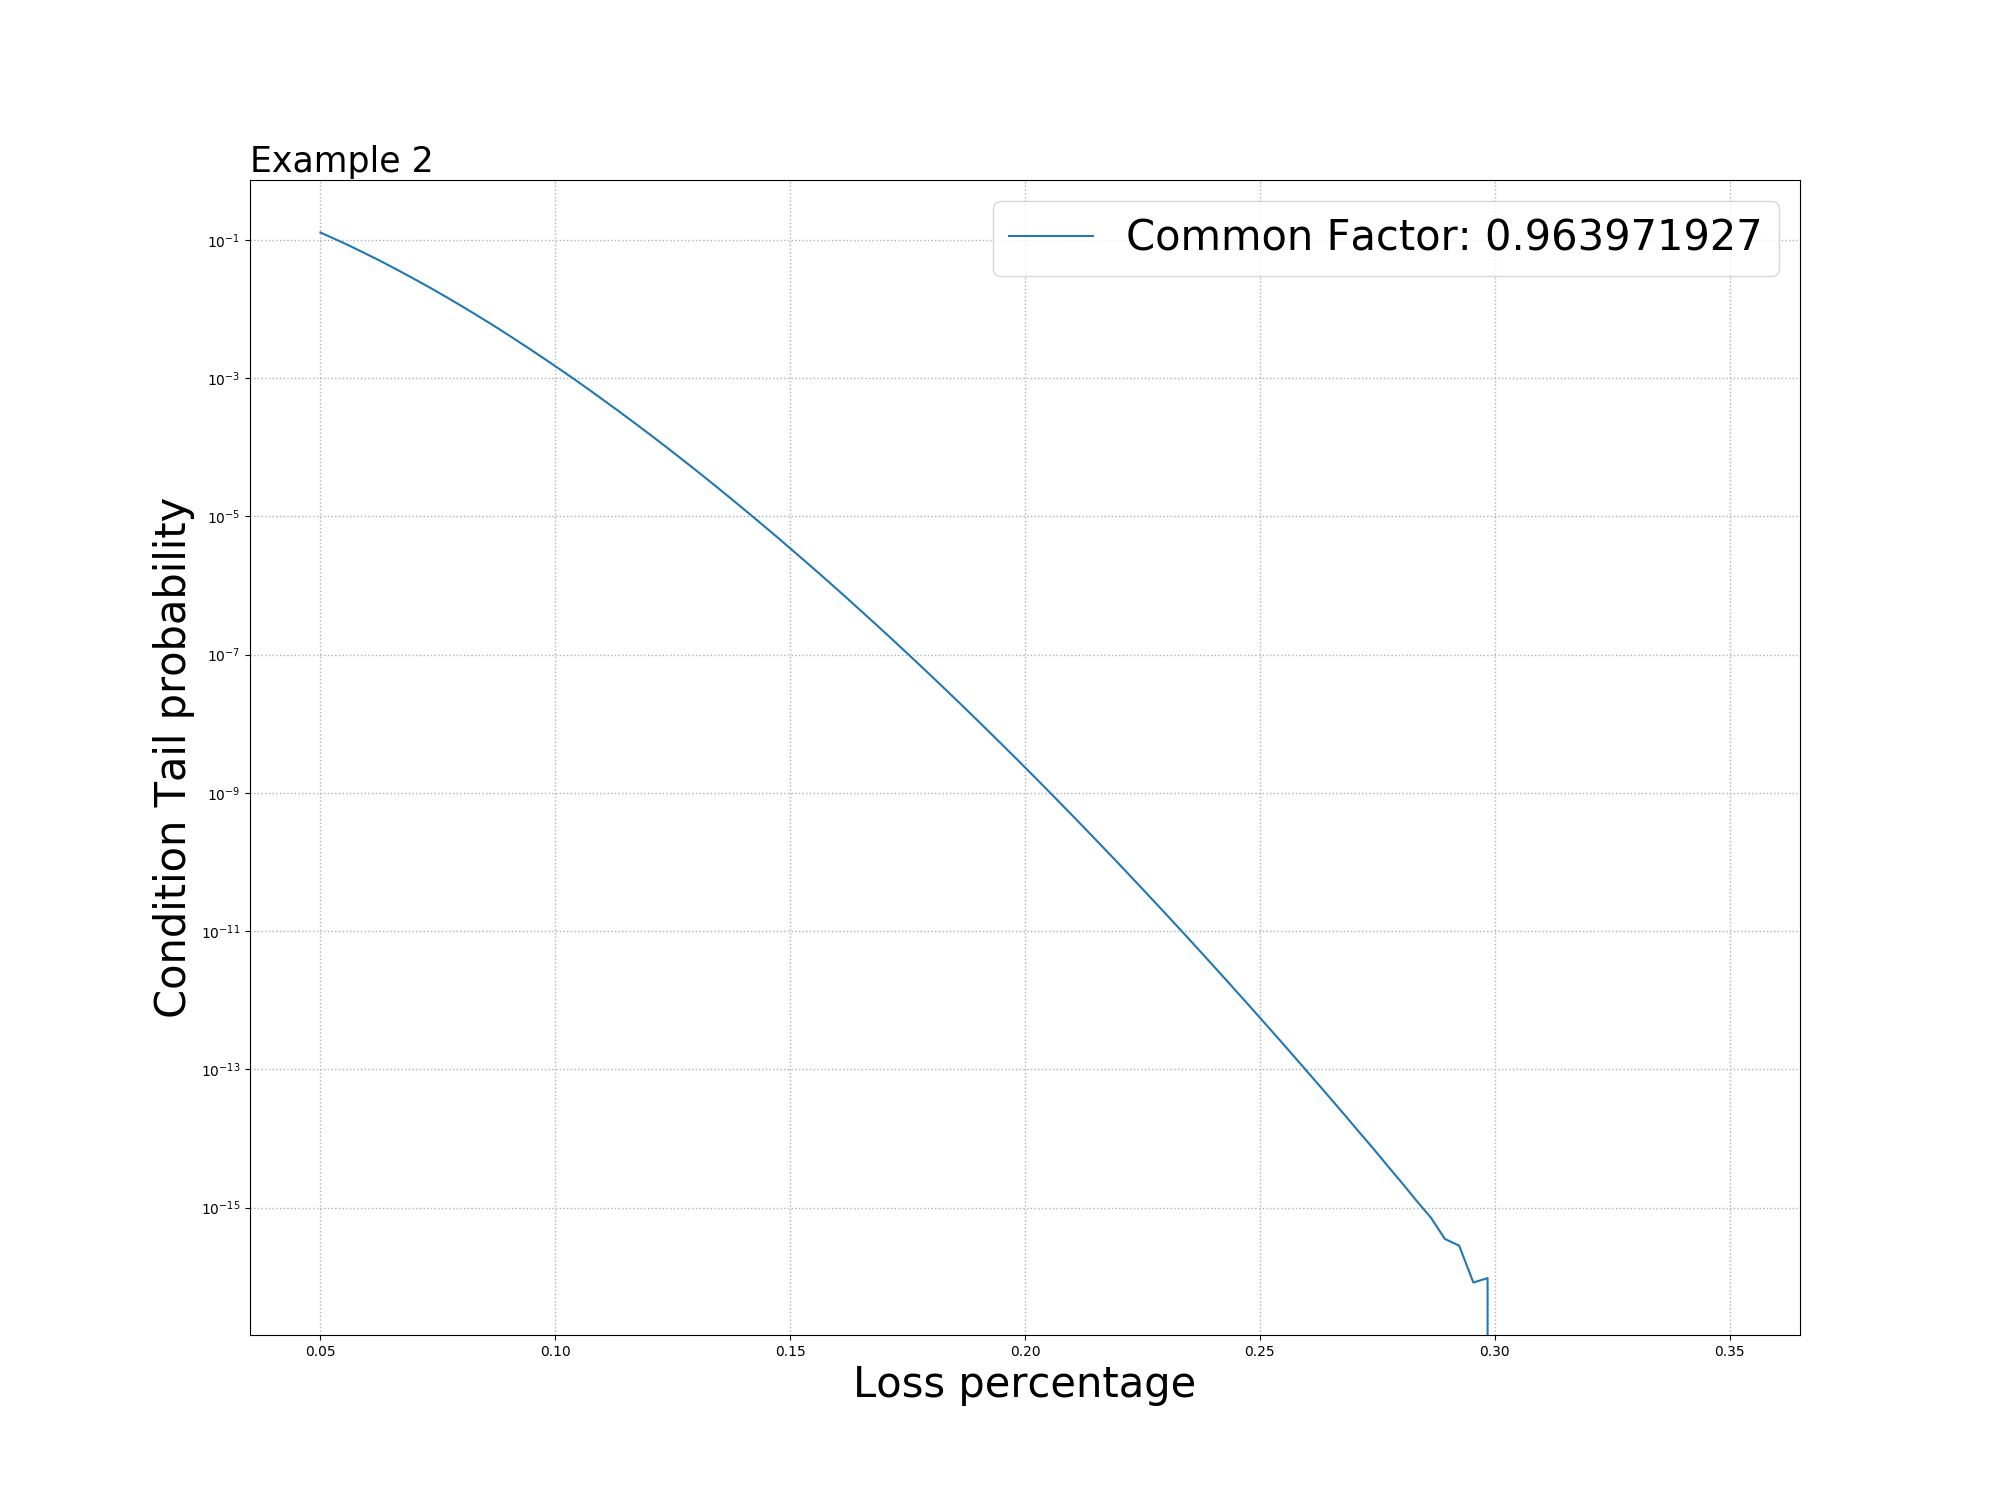 Example 2
Common Factor: 0.963971927
Condition Tail probability
10⁻¹
10⁻³
10⁻⁵
10⁻⁷
10⁻⁹
10⁻¹¹
10⁻¹³
10⁻¹⁵
0.05 0.10 0.15 0.20 0.25 0.30 0.35
Loss percentage